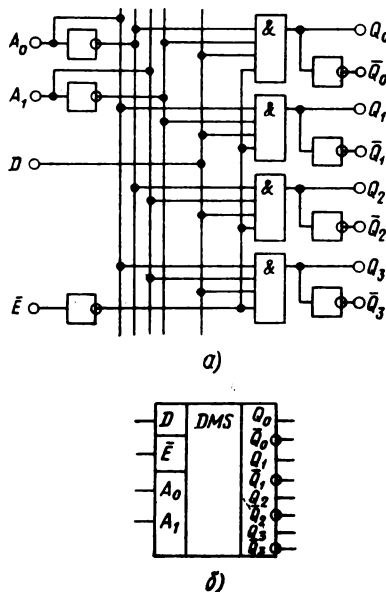 A₀
A₁
D
Ē
&
Q₀
Q̄₀
&
Q₁
Q̄₁
&
Q₂
Q̄₂
&
Q₃
Q̄₃
а)
D DMS Q₀
Q̄₀
Ē Q₁
Q̄₁
A₀ Q₂
Q̄₂
A₁ Q₃
Q̄₃
б)